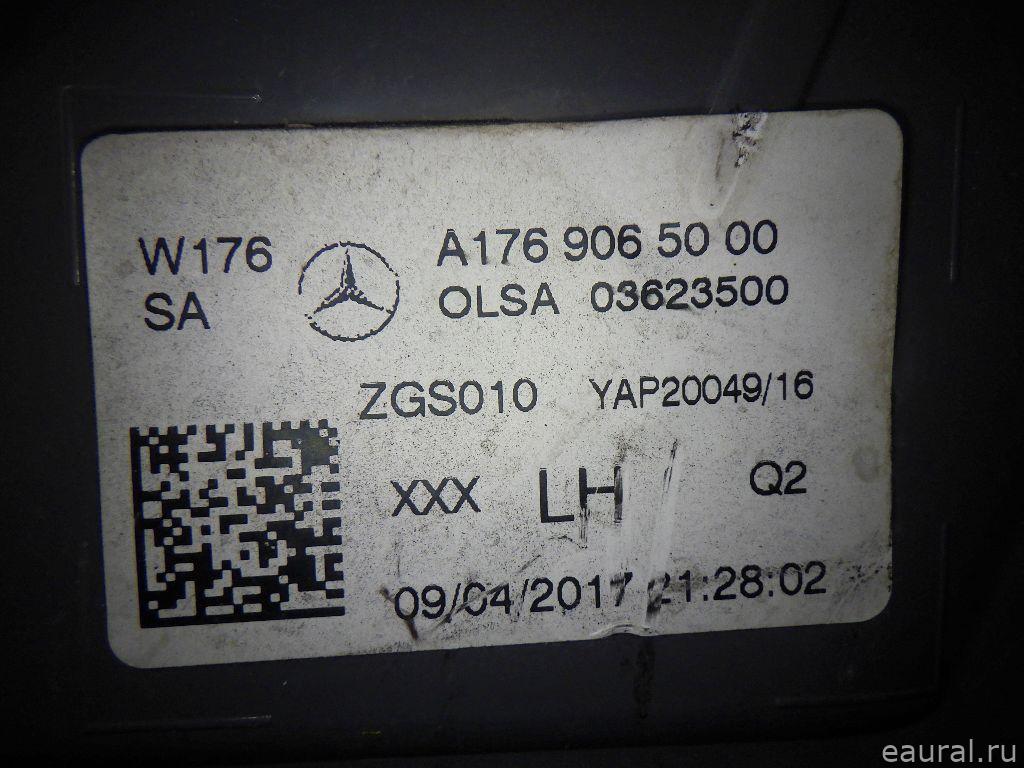 W176
SA
A176 906 50 00
OLSA 03623500
ZGS010 YAP20049/16
XXX LH Q2
09/04/2017 21:28:02
eaural.ru